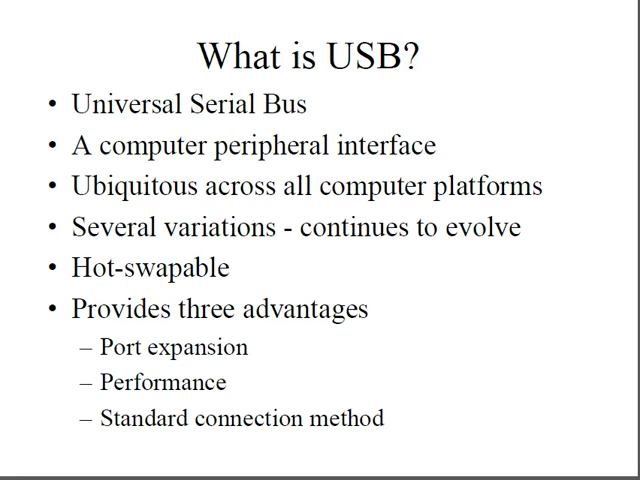 What is USB?
• Universal Serial Bus
• A computer peripheral interface
• Ubiquitous across all computer platforms
• Several variations - continues to evolve
• Hot-swapable
• Provides three advantages
– Port expansion
– Performance
– Standard connection method